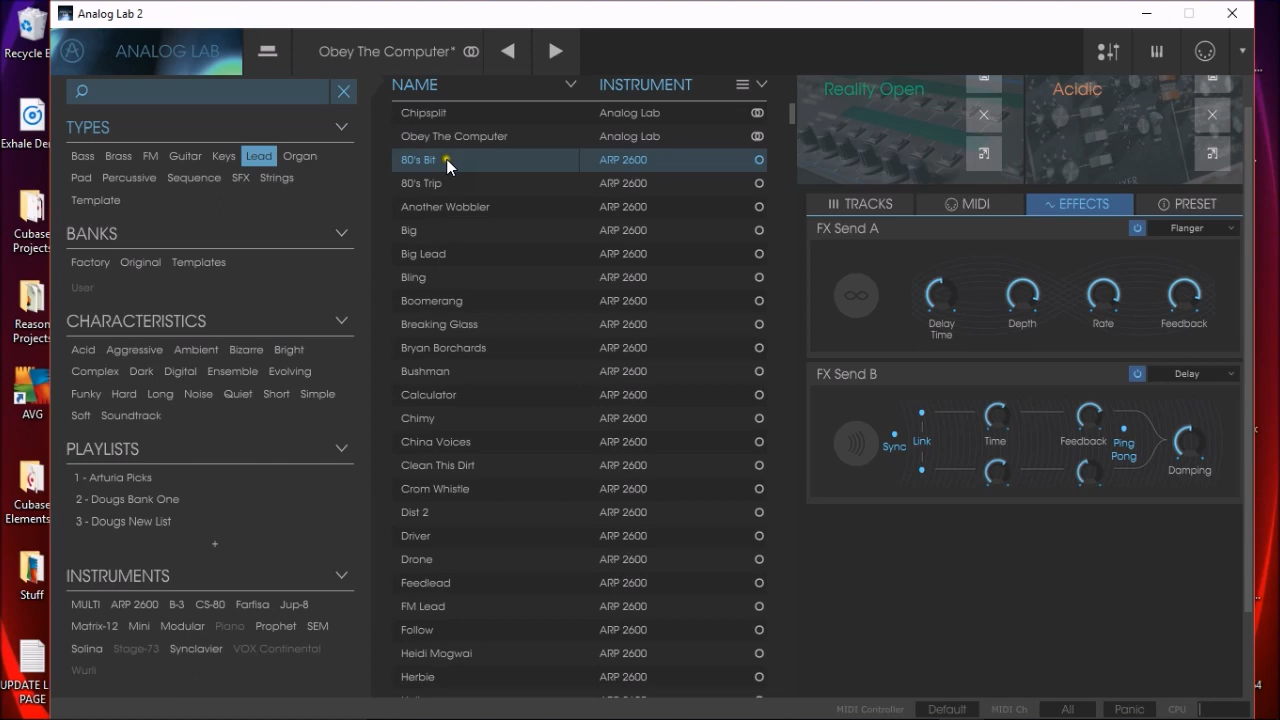 Analog Lab 2
ANALOG LAB
Obey The Computer*
Recycle B
Exhale De
Cubase
Projects
Reason
Projects
AVG
Cubase
Elements
Stuff
UPDATE L
PAGE
TYPES
Bass Brass FM Guitar Keys Lead Organ
Pad Percussive Sequence SFX Strings
Template
BANKS
Factory Original Templates
User
CHARACTERISTICS
Acid Aggressive Ambient Bizarre Bright
Complex Dark Digital Ensemble Evolving
Funky Hard Long Noise Quiet Short Simple
Soft Soundtrack
PLAYLISTS
1 - Arturia Picks
2 - Dougs Bank One
3 - Dougs New List
+
INSTRUMENTS
MULTI ARP 2600 B-3 CS-80 Farfisa Jup-8
Matrix-12 Mini Modular Piano Prophet SEM
Solina Stage-73 Synclavier VOX Continental
Wurli
NAME INSTRUMENT
Chipsplit Analog Lab
Obey The Computer Analog Lab
80's Bit ARP 2600
80's Trip ARP 2600
Another Wobbler ARP 2600
Big ARP 2600
Big Lead ARP 2600
Bling ARP 2600
Boomerang ARP 2600
Breaking Glass ARP 2600
Bryan Borchards ARP 2600
Bushman ARP 2600
Calculator ARP 2600
Chimy ARP 2600
China Voices ARP 2600
Clean This Dirt ARP 2600
Crom Whistle ARP 2600
Dist 2 ARP 2600
Driver ARP 2600
Drone ARP 2600
Feedlead ARP 2600
FM Lead ARP 2600
Follow ARP 2600
Heidi Mogwai ARP 2600
Herbie ARP 2600
Reality Open Acidic
TRACKS MIDI EFFECTS PRESET
FX Send A Flanger
Delay Time Depth Rate Feedback
FX Send B Delay
Sync Link Time Feedback Ping Pong Damping
MIDI Controller Default MIDI Ch All Panic CPU